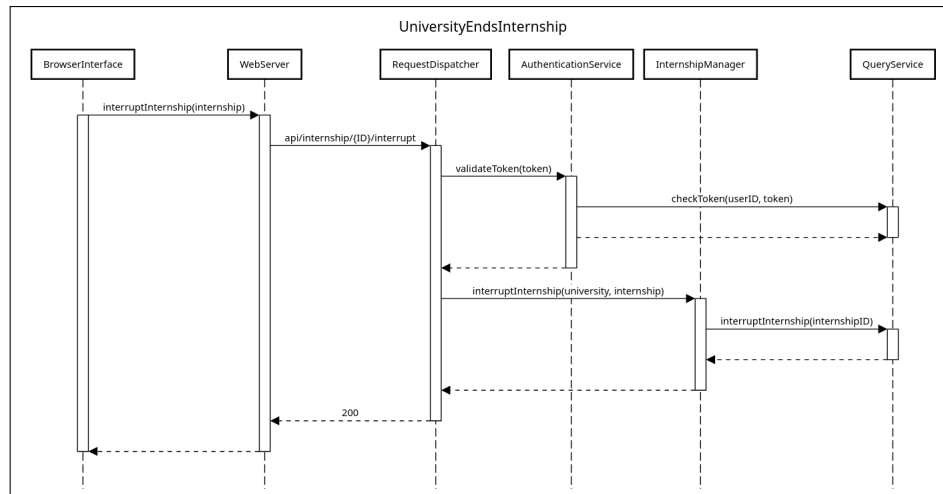 UniversityEndsInternship
BrowserInterface
WebServer
RequestDispatcher
AuthenticationService
InternshipManager
QueryService
interruptInternship(internship)
api/internship/{ID}/interrupt
validateToken(token)
checkToken(userID, token)
interruptInternship(university, internship)
interruptInternship(internshipID)
200